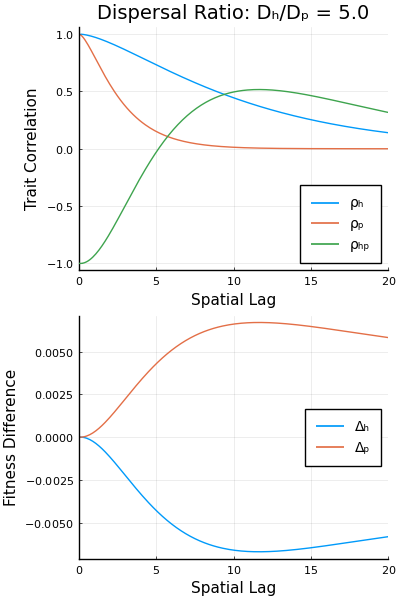 Dispersal Ratio: Dₕ/Dₚ = 5.0
1.0
0.5
0.0
−0.5
−1.0
Trait Correlation
ρₕ
ρₚ
ρₕₚ
0 5 10 15 20
Spatial Lag
0.0050
0.0025
0.0000
−0.0025
−0.0050
Fitness Difference
Δₕ
Δₚ
0 5 10 15 20
Spatial Lag